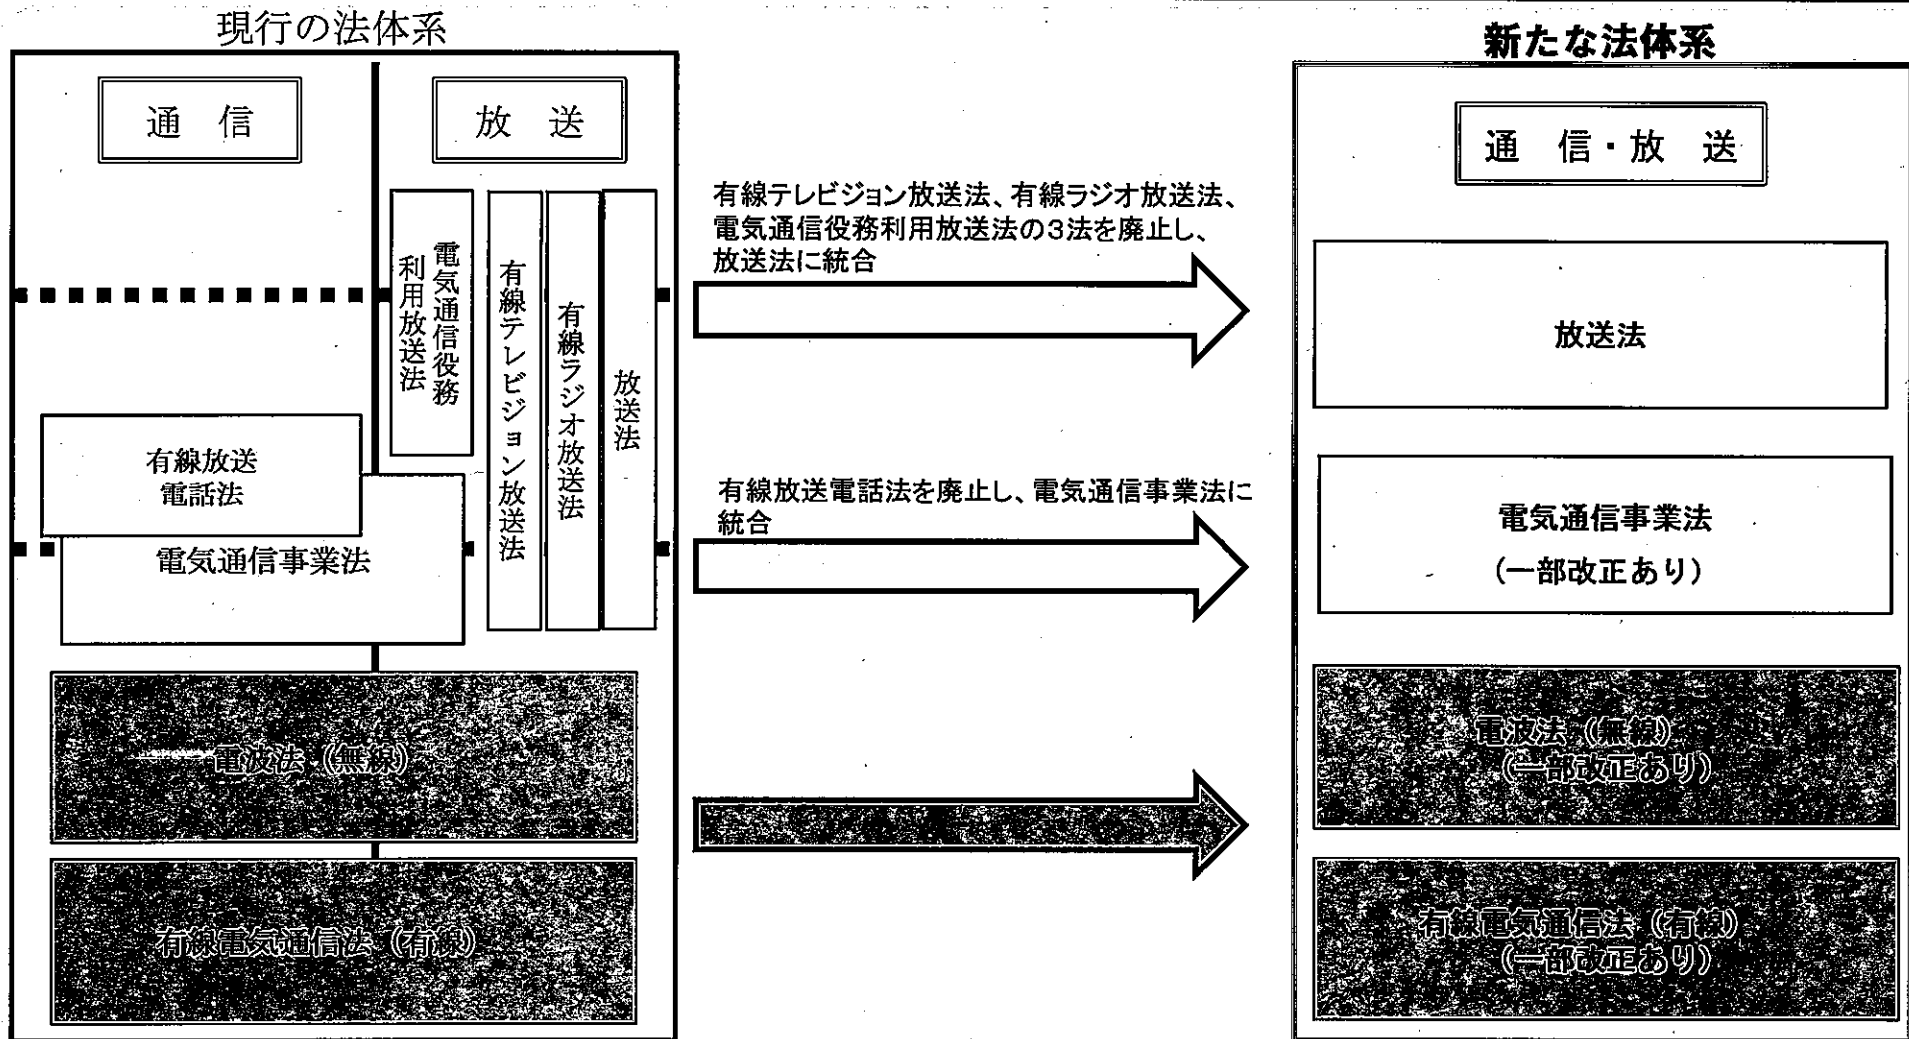 現行の法体系
通 信
放 送
電気通信役務
利用放送法
有線テレビジョン放送法
有線ラジオ放送法
放送法
有線放送
電話法
電気通信事業法
電波法（無線）
有線電気通信法（有線）
有線テレビジョン放送法、有線ラジオ放送法、
電気通信役務利用放送法の３法を廃止し、
放送法に統合
有線放送電話法を廃止し、電気通信事業法に
統合
新たな法体系
通 信・放 送
放送法
電気通信事業法
（一部改正あり）
電波法（無線）
（一部改正あり）
有線電気通信法（有線）
（一部改正あり）